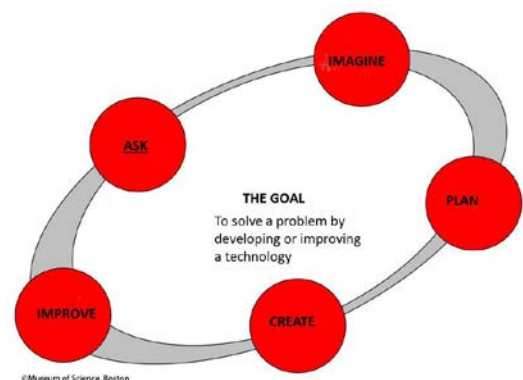 IMAGINE
ASK
PLAN
THE GOAL
To solve a problem by
developing or improving
a technology
IMPROVE
CREATE
©Museum of Science, Boston